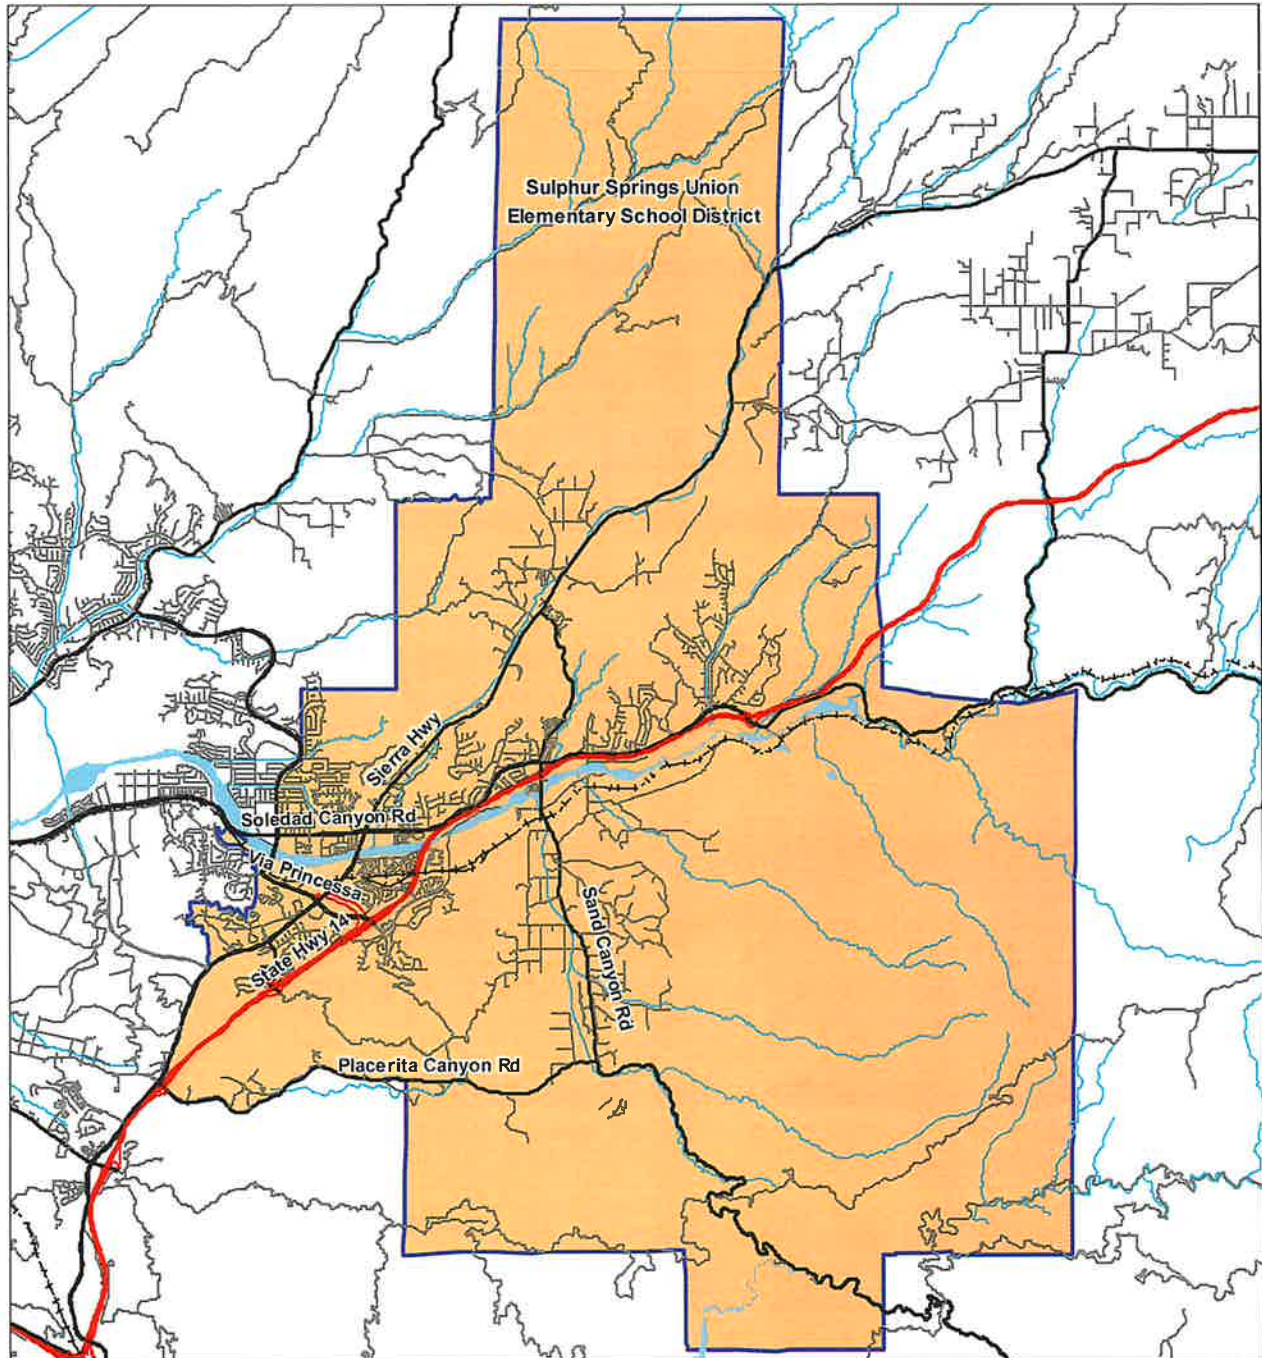 Sulphur Springs Union
Elementary School District
Sierra Hwy
Soledad Canyon Rd
Via Princessa
State Hwy 14
Sand Canyon Rd
Placerita Canyon Rd